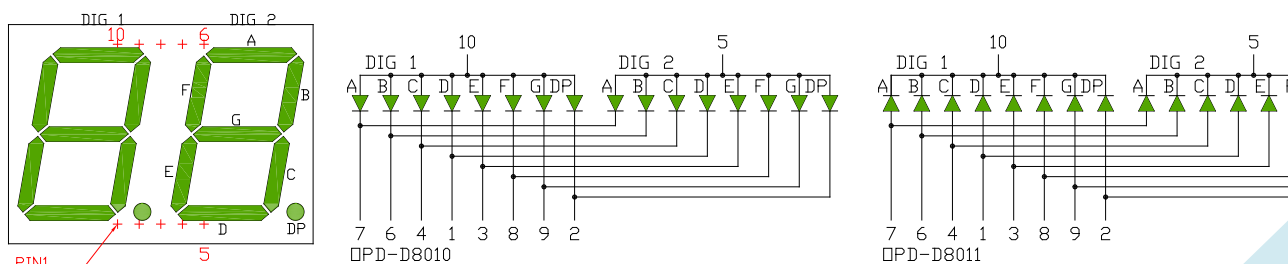 DIG 1 DIG 2
10 6
A
F B
G
E C
D DP
5
PIN1
10 5
DIG 1 DIG 2
A B C D E F G DP A B C D E F G DP
7 6 4 1 3 8 9 2
OPD-D8010
10 5
DIG 1 DIG 2
A B C D E F G DP A B C D E
7 6 4 1 3 8 9 2
OPD-D8011